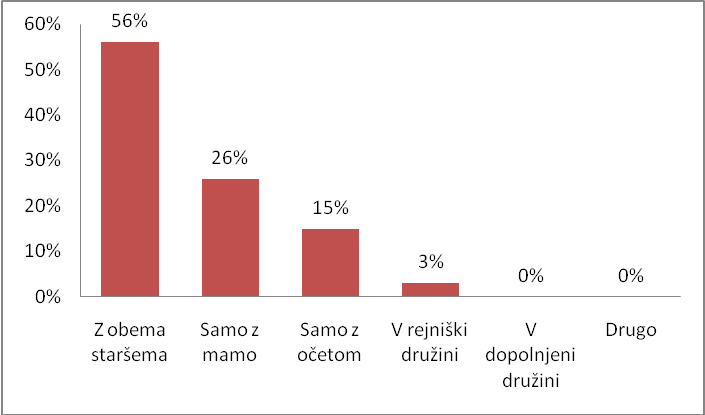 60%
50%
40%
30%
20%
10%
0%
56%
26%
15%
3%
0%
0%
Z obema
staršema
Samo z
mamo
Samo z
očetom
V rejniški
družini
V
dopolnjeni
družini
Drugo